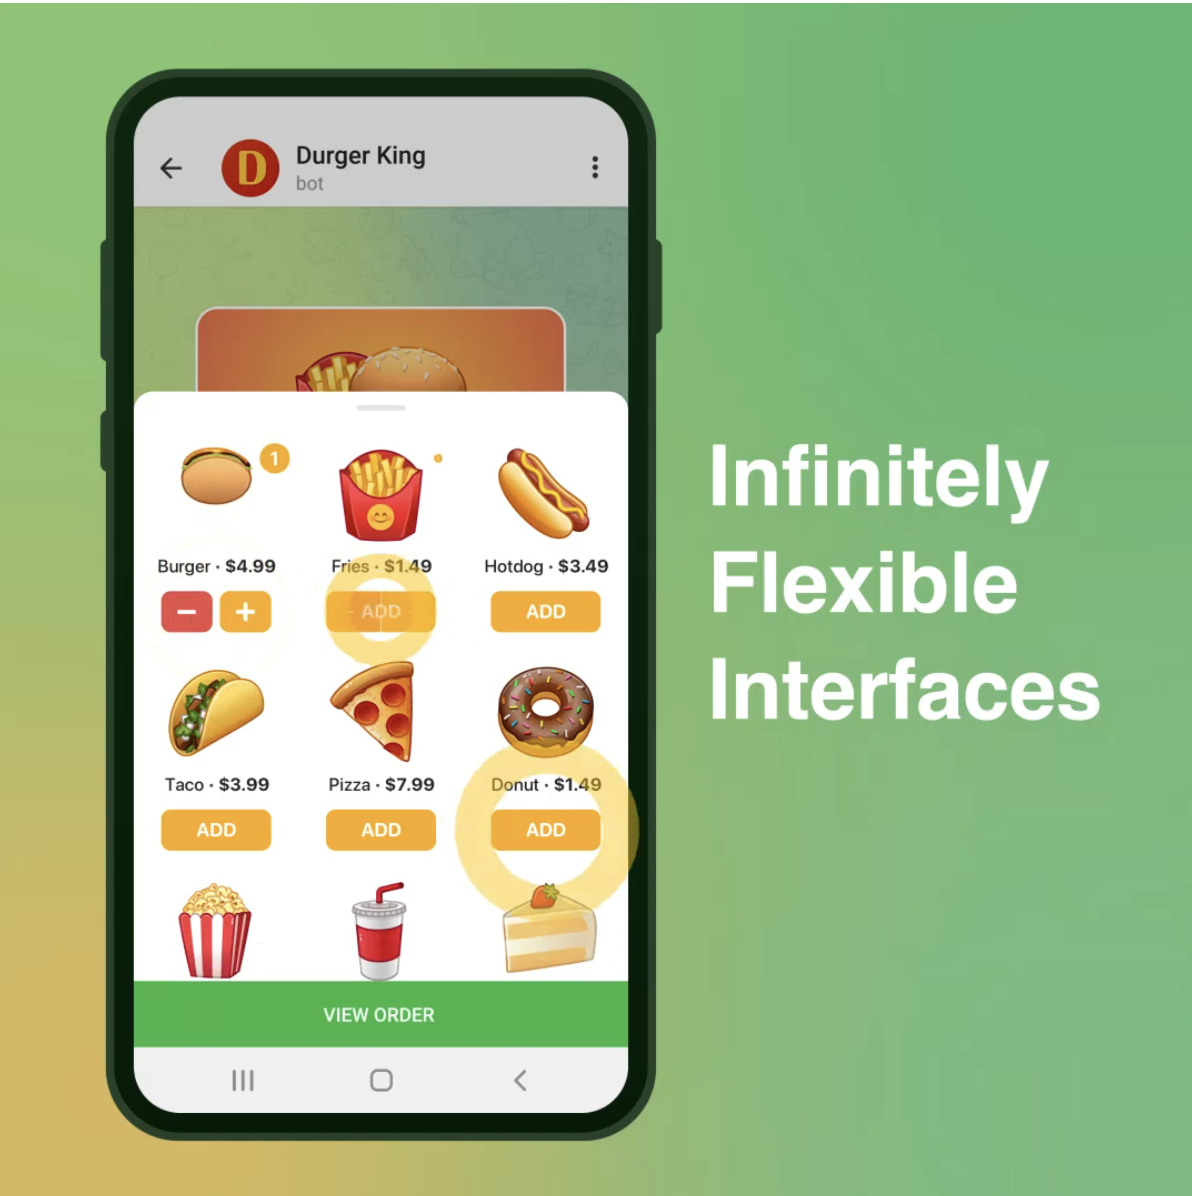 D
Durger King
bot
1
Burger · $4.99
Fries · $1.49
Hotdog · $3.49
− +
ADD
ADD
Taco · $3.99
Pizza · $7.99
Donut · $1.49
ADD
ADD
ADD
VIEW ORDER
Infinitely
Flexible
Interfaces